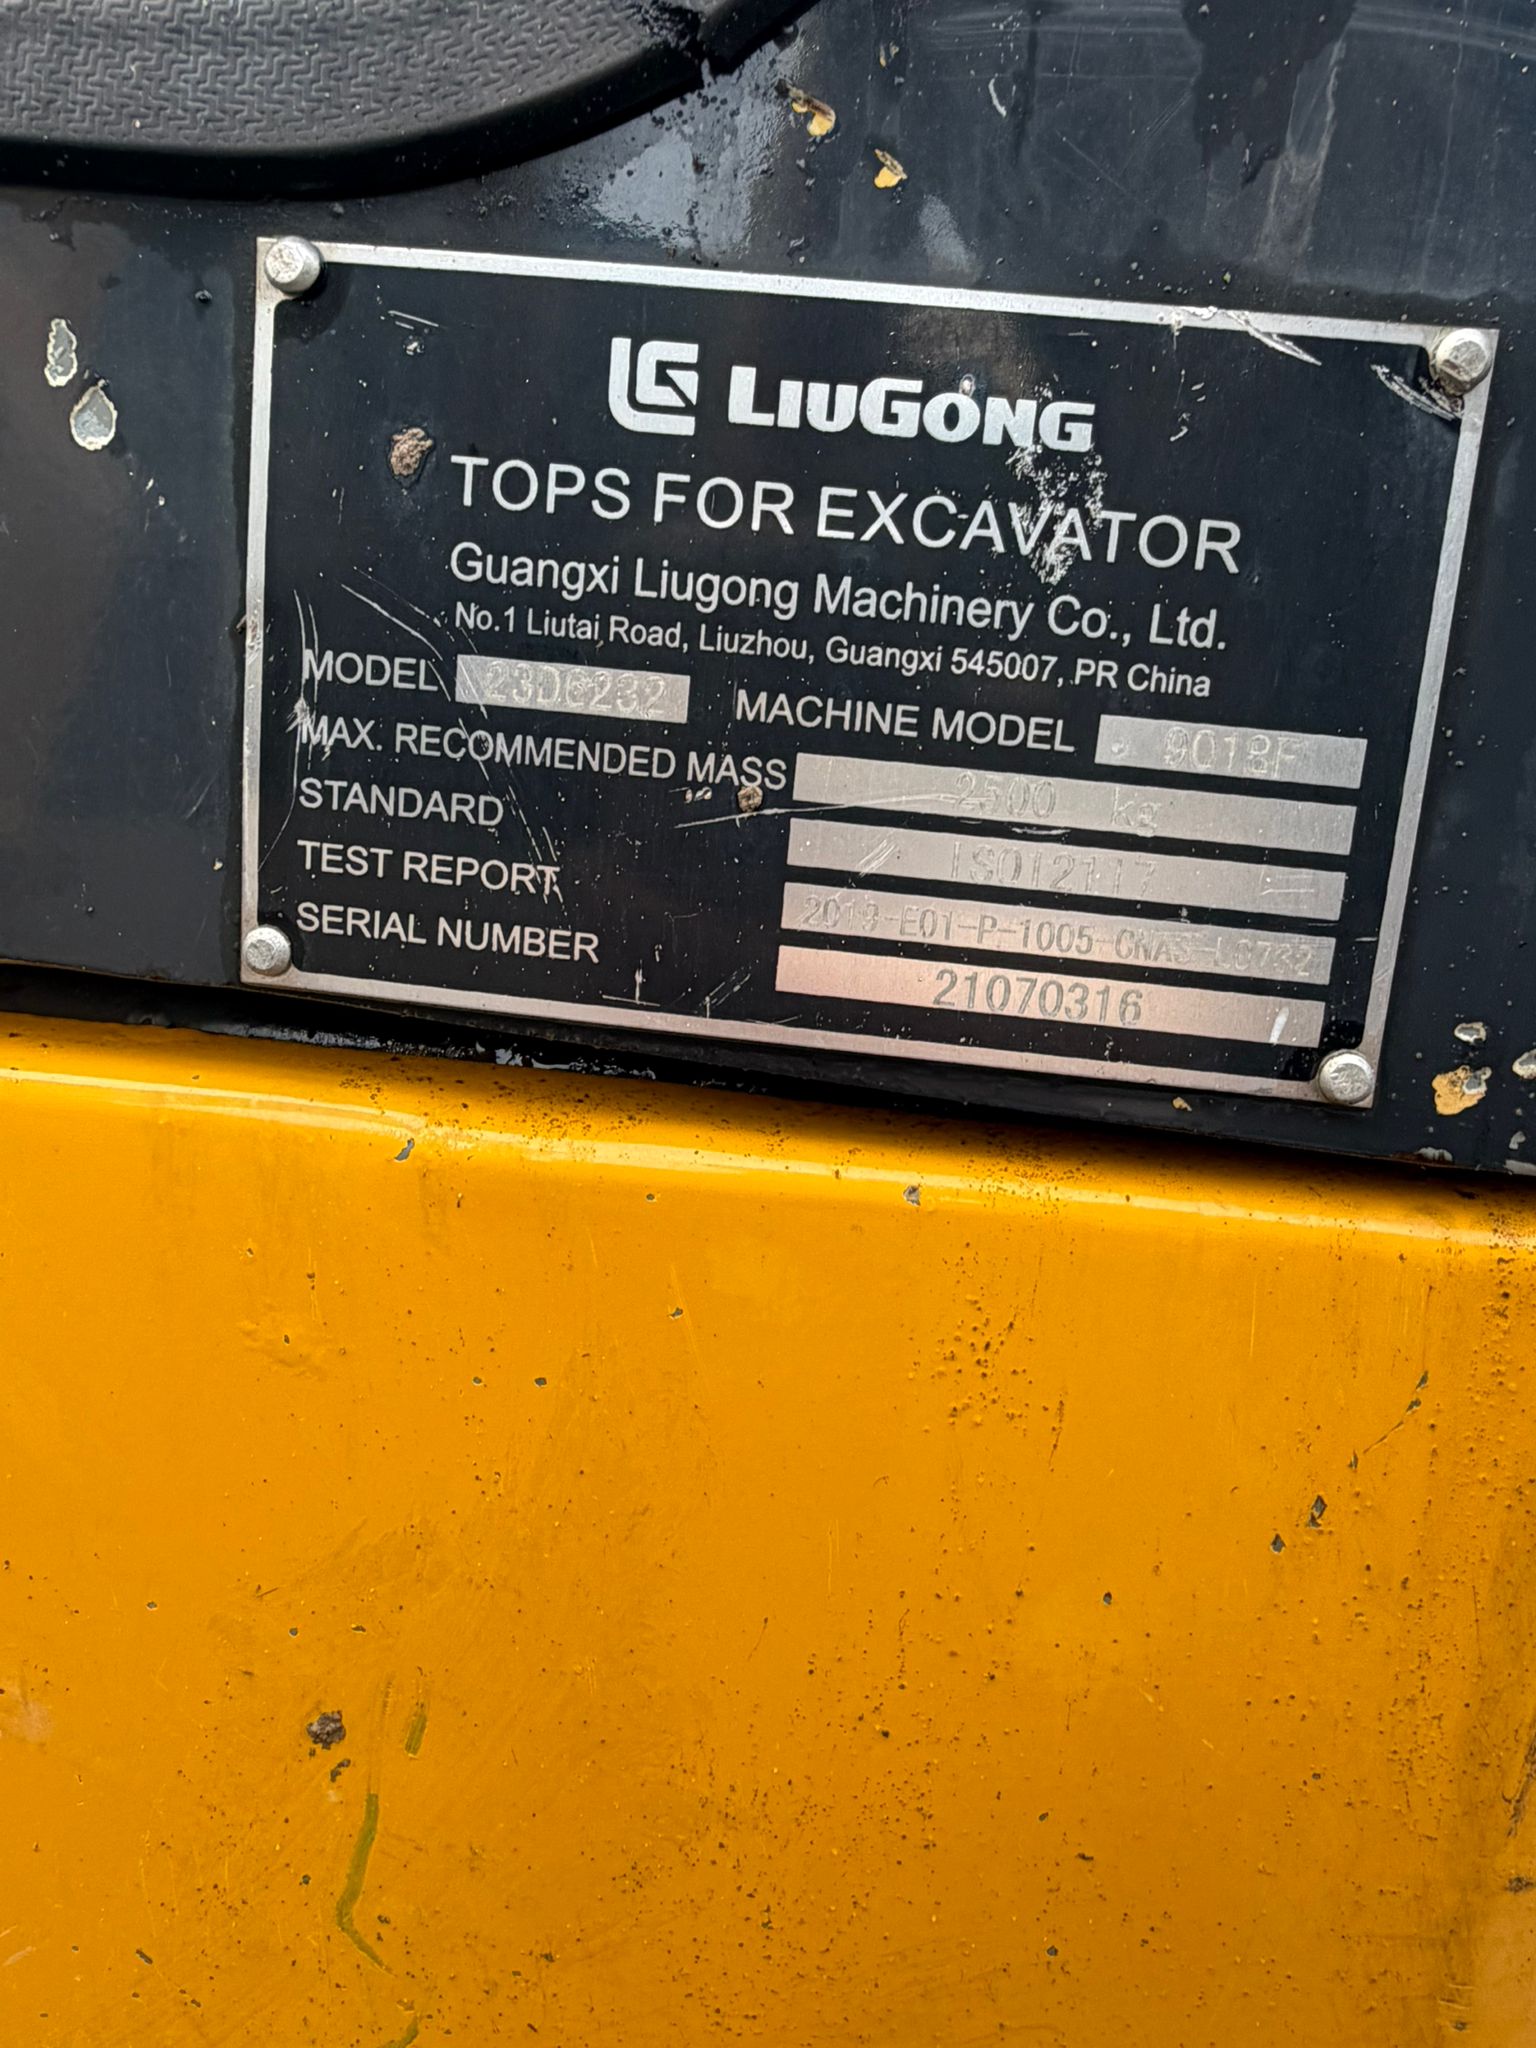 LG LIUGONG
TOPS FOR EXCAVATOR
Guangxi Liugong Machinery Co., Ltd.
No.1 Liutai Road, Liuzhou, Guangxi 545007, PR China
MODEL 23D6232 MACHINE MODEL 9018F
MAX. RECOMMENDED MASS 2500 kg
STANDARD ISO12117
TEST REPORT 2019-E01-P-1005-CNAS-L0732
SERIAL NUMBER 21070316